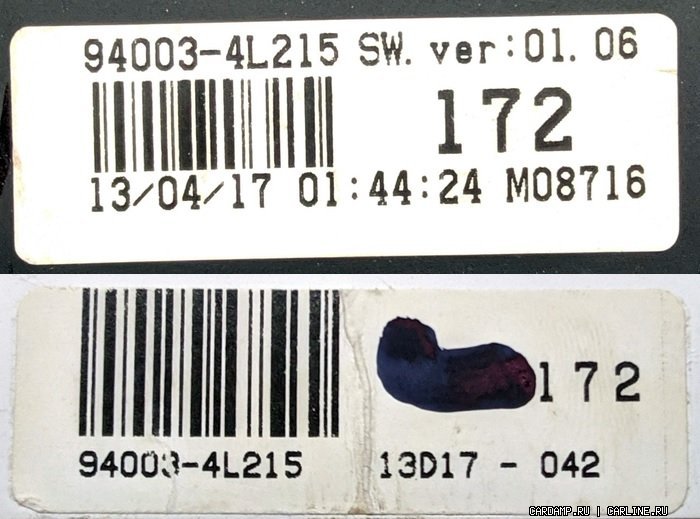 94003-4L215 SW. ver:01. 06
172
13/04/17 01:44:24 M08716
172
94003-4L215 13D17 - 042
CARDAMP.RU | CARLINE.RU